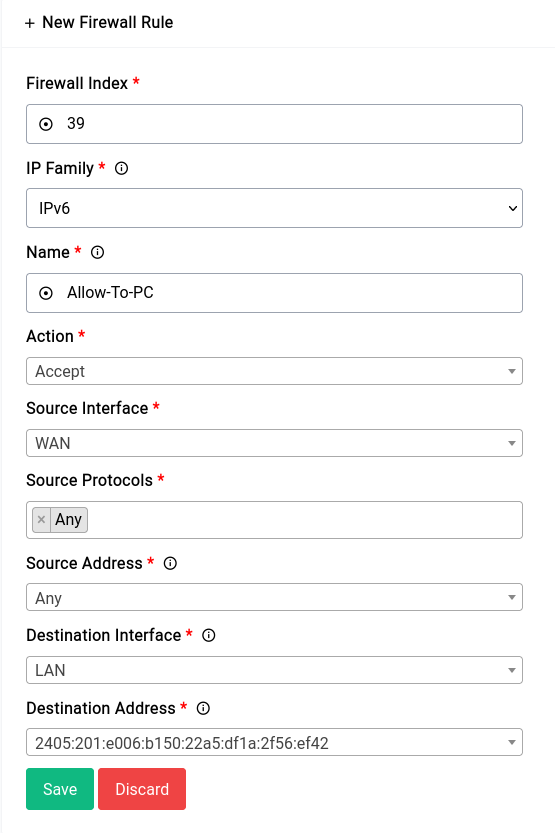 + New Firewall Rule
Firewall Index *
39
IP Family *
IPv6
Name *
Allow-To-PC
Action *
Accept
Source Interface *
WAN
Source Protocols *
× Any
Source Address *
Any
Destination Interface *
LAN
Destination Address *
2405:201:e006:b150:22a5:df1a:2f56:ef42
Save Discard